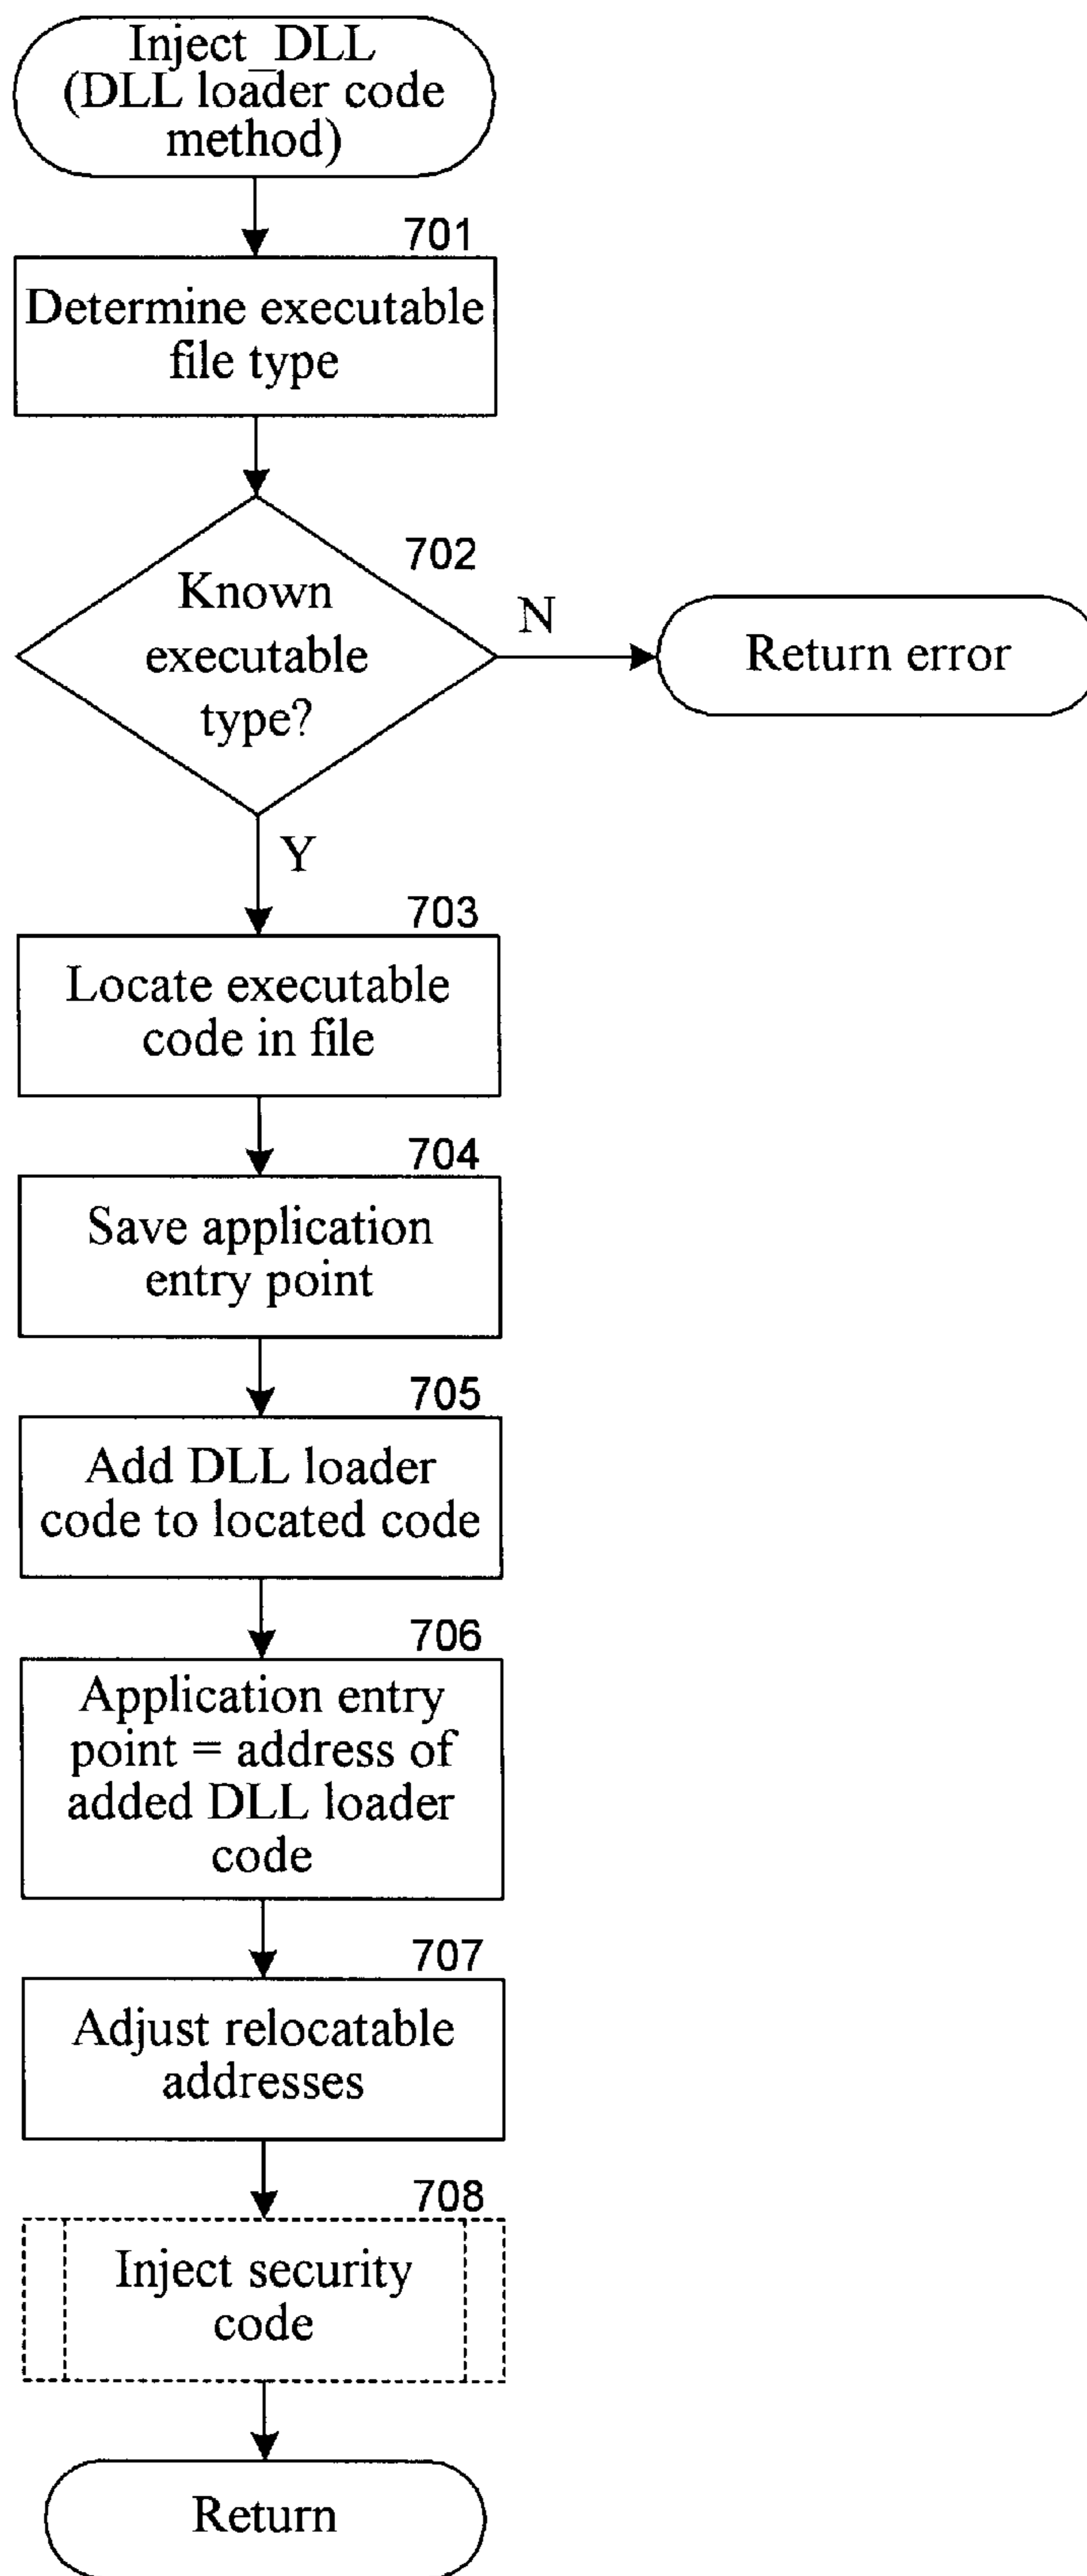 Inject_DLL
(DLL loader code
method)
701
Determine executable
file type
702
Known
executable
type?
N
Return error
Y
703
Locate executable
code in file
704
Save application
entry point
705
Add DLL loader
code to located code
706
Application entry
point = address of
added DLL loader
code
707
Adjust relocatable
addresses
708
Inject security
code
Return